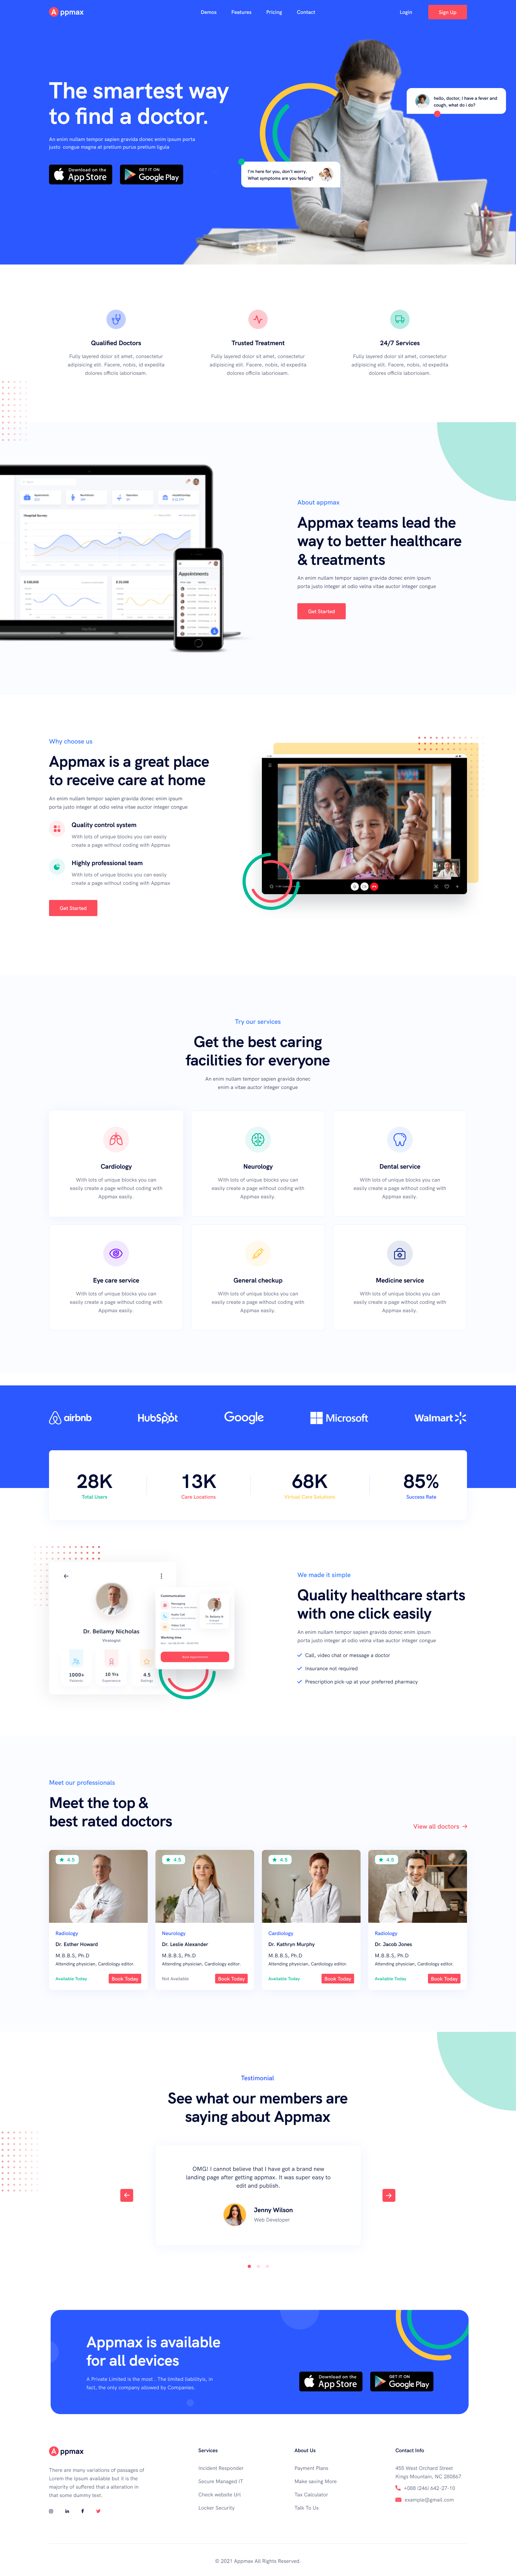 Appmax
Demos
Features
Pricing
Contact
Login
Sign Up
The smartest way
to find a doctor.
An enim nullam tempor sapien gravida donec enim ipsum porta
justo congue magna at pretium purus pretium ligula
Download on the
App Store
GET IT ON
Google Play
hello, doctor, I have a fever and
cough, what do i do?
I'm here for you, don't worry.
What symptoms are you feeling?
Qualified Doctors
Fully layered dolor sit amet, consectetur
adipisicing elit. Facere, nobis, id expedita
dolores officiis laboriosam.
Trusted Treatment
Fully layered dolor sit amet, consectetur
adipisicing elit. Facere, nobis, id expedita
dolores officiis laboriosam.
24/7 Services
Fully layered dolor sit amet, consectetur
adipisicing elit. Facere, nobis, id expedita
dolores officiis laboriosam.
Hospital Survey
Appointments
About appmax
Appmax teams lead the
way to better healthcare
& treatments
An enim nullam tempor sapien gravida donec enim ipsum
porta justo integer at odio velna vitae auctor integer congue
Get Started
Why choose us
Appmax is a great place
to receive care at home
An enim nullam tempor sapien gravida donec enim ipsum
porta justo integer at odio velna vitae auctor integer congue
Quality control system
With lots of unique blocks you can easily
create a page without coding with Appmax
Highly professional team
With lots of unique blocks you can easily
create a page without coding with Appmax
Get Started
Try our services
Get the best caring
facilities for everyone
An enim nullam tempor sapien gravida donec
enim a vitae auctor integer congue
Cardiology
With lots of unique blocks you can
easily create a page without coding with
Appmax easily.
Neurology
With lots of unique blocks you can
easily create a page without coding with
Appmax easily.
Dental service
With lots of unique blocks you can
easily create a page without coding with
Appmax easily.
Eye care service
With lots of unique blocks you can
easily create a page without coding with
Appmax easily.
General checkup
With lots of unique blocks you can
easily create a page without coding with
Appmax easily.
Medicine service
With lots of unique blocks you can
easily create a page without coding with
Appmax easily.
airbnb
HubSpot
Google
Microsoft
Walmart
28K
Total Users
13K
Care Locations
68K
Virtual Care Solutions
85%
Success Rate
Dr. Bellamy Nicholas
Virologist
1000+
Patients
10 Yrs
Experience
4.5
Ratings
Communication
Messaging
Audio Call
Video Call
Dr. Bellamy N
Working time
Book Appointment
We made it simple
Quality healthcare starts
with one click easily
An enim nullam tempor sapien gravida donec enim ipsum
porta justo integer at odio velna vitae auctor integer congue
Call, video chat or message a doctor
Insurance not required
Prescription pick-up at your preferred pharmacy
Meet our professionals
Meet the top &
best rated doctors
View all doctors
4.5
Radiology
Dr. Esther Howard
M.B.B.S, Ph.D
Attending physician, Cardiology editor.
Available Today
Book Today
4.5
Neurology
Dr. Leslie Alexander
M.B.B.S, Ph.D
Attending physician, Cardiology editor.
Not Available
Book Today
4.5
Cardiology
Dr. Kathryn Murphy
M.B.B.S, Ph.D
Attending physician, Cardiology editor.
Available Today
Book Today
4.5
Radiology
Dr. Jacob Jones
M.B.B.S, Ph.D
Attending physician, Cardiology editor.
Available Today
Book Today
Testimonial
See what our members are
saying about Appmax
OMG! I cannot believe that I have got a brand new
landing page after getting appmax. It was super easy to
edit and publish.
Jenny Wilson
Web Developer
Appmax is available
for all devices
A Private Limited is the most . The limited liabilityis, in
fact, the only company allowed by Companies.
Download on the
App Store
GET IT ON
Google Play
Appmax
There are many variations of passages of
Lorem the Ipsum available but it is the
majority of suffered that a alteration in
that some dummy text.
Services
Incident Responder
Secure Managed IT
Check website Url
Locker Security
About Us
Payment Plans
Make saving More
Tax Calculator
Talk To Us
Contact Info
455 West Orchard Street
Kings Mountain, NC 280867
+088 (246) 642-27-10
example@gmail.com
© 2021 Appmax All Rights Reserved.